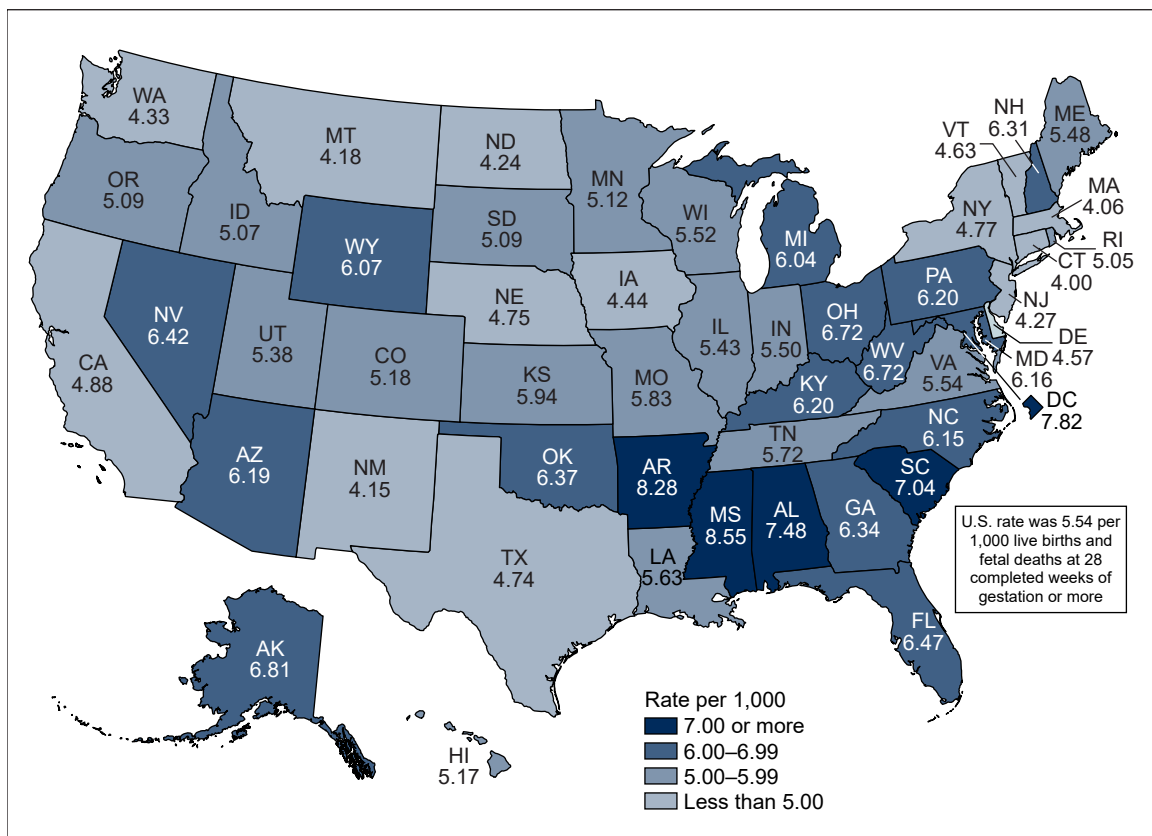 WA
4.33
MT
4.18
ND
4.24
MN
5.12
OR
5.09
ID
5.07
WY
6.07
SD
5.09
WI
5.52
MI
6.04
NH
6.31
VT
4.63
ME
5.48
MA
4.06
NY
4.77
RI
5.05
CT
4.00
NJ
4.27
PA
6.20
DE
4.57
MD
6.16
DC
7.82
NV
6.42
UT
5.38
CO
5.18
NE
4.75
IA
4.44
IL
5.43
IN
5.50
OH
6.72
WV
6.72
VA
5.54
CA
4.88
KS
5.94
MO
5.83
KY
6.20
NC
6.15
TN
5.72
AZ
6.19
NM
4.15
OK
6.37
AR
8.28
SC
7.04
MS
8.55
AL
7.48
GA
6.34
TX
4.74
LA
5.63
FL
6.47
AK
6.81
HI
5.17
U.S. rate was 5.54 per
1,000 live births and
fetal deaths at 28
completed weeks of
gestation or more
Rate per 1,000
7.00 or more
6.00–6.99
5.00–5.99
Less than 5.00